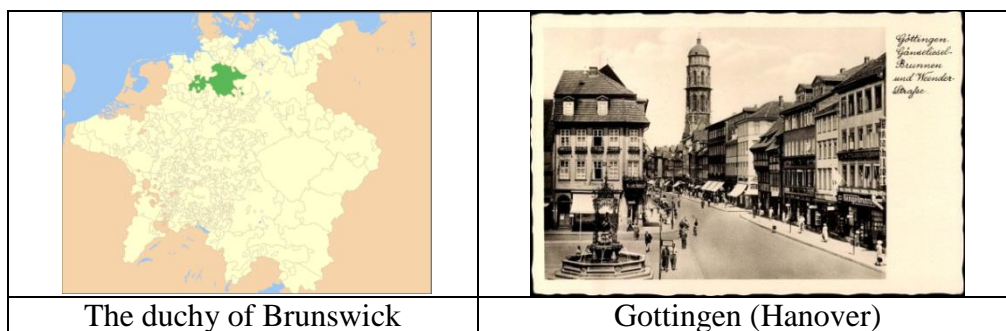 Göttingen.
Gänseliesel-
Brunnen
und Weender-
straße.
The duchy of Brunswick
Gottingen (Hanover)